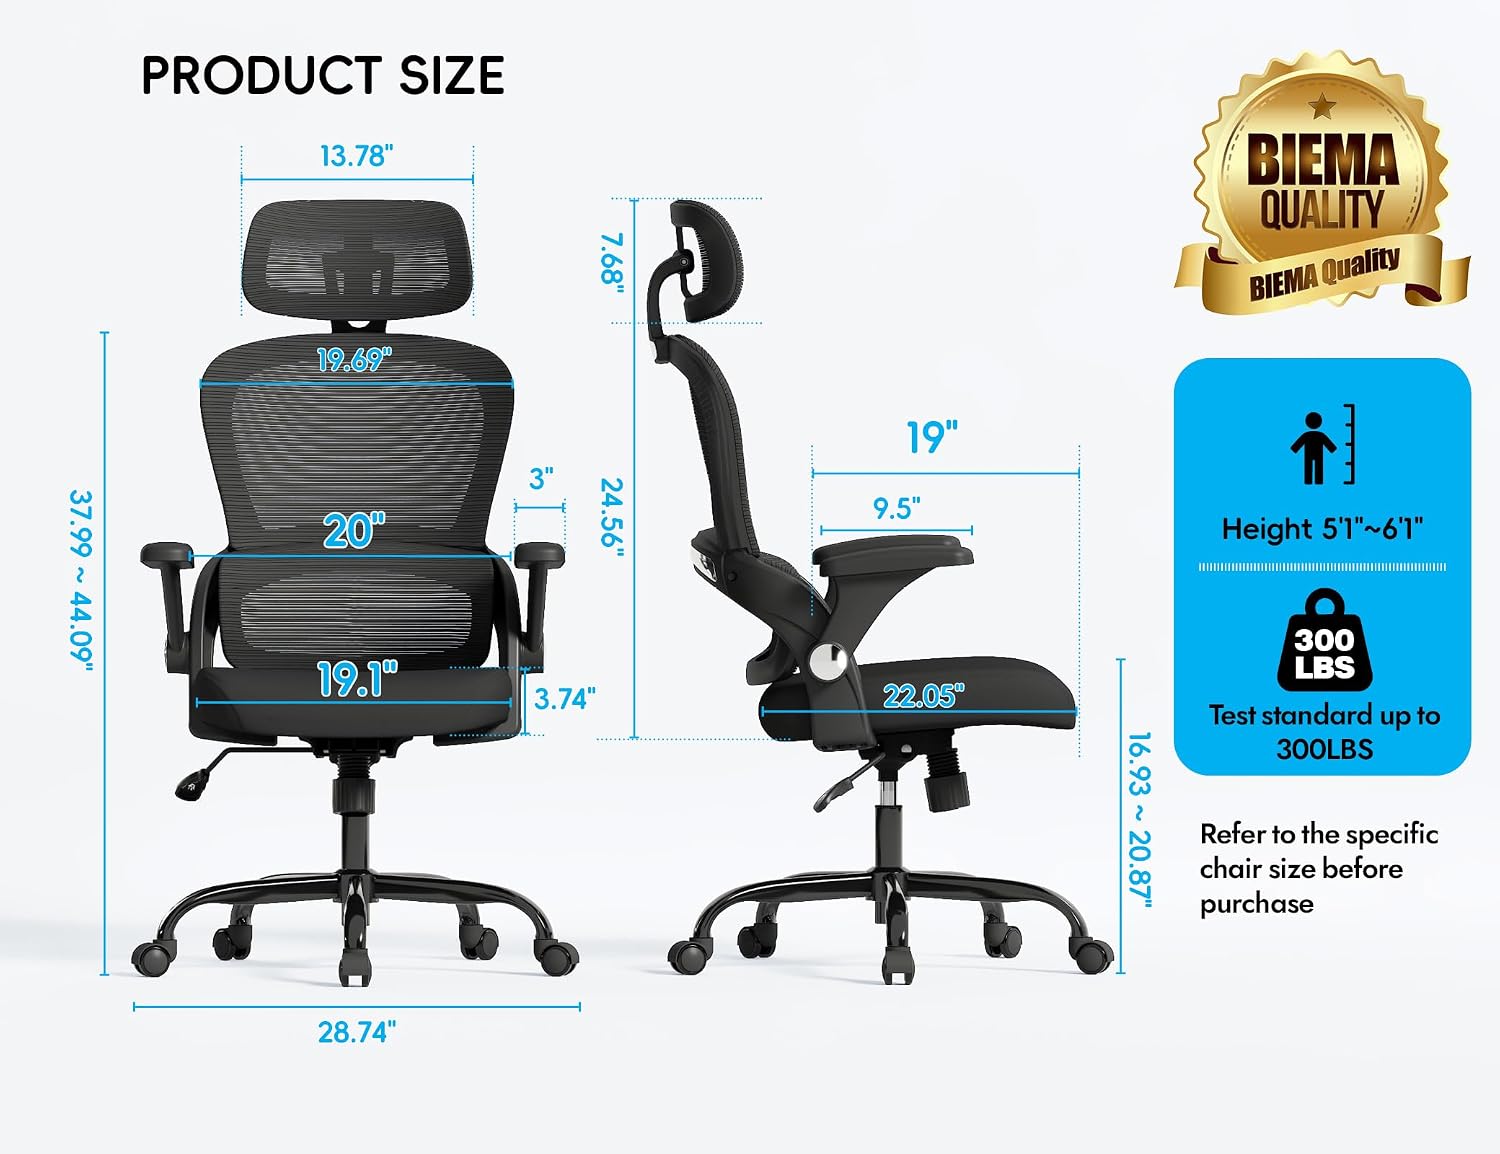 PRODUCT SIZE
13.78"
19.69"
20"
19.1"
3"
3.74"
37.99 ~ 44.09"
28.74"
7.68"
24.56"
19"
9.5"
22.05"
16.93 ~ 20.87"
BIEMA
QUALITY
BIEMA Quality
Height 5'1"~6'1"
300
LBS
Test standard up to
300LBS
Refer to the specific
chair size before
purchase